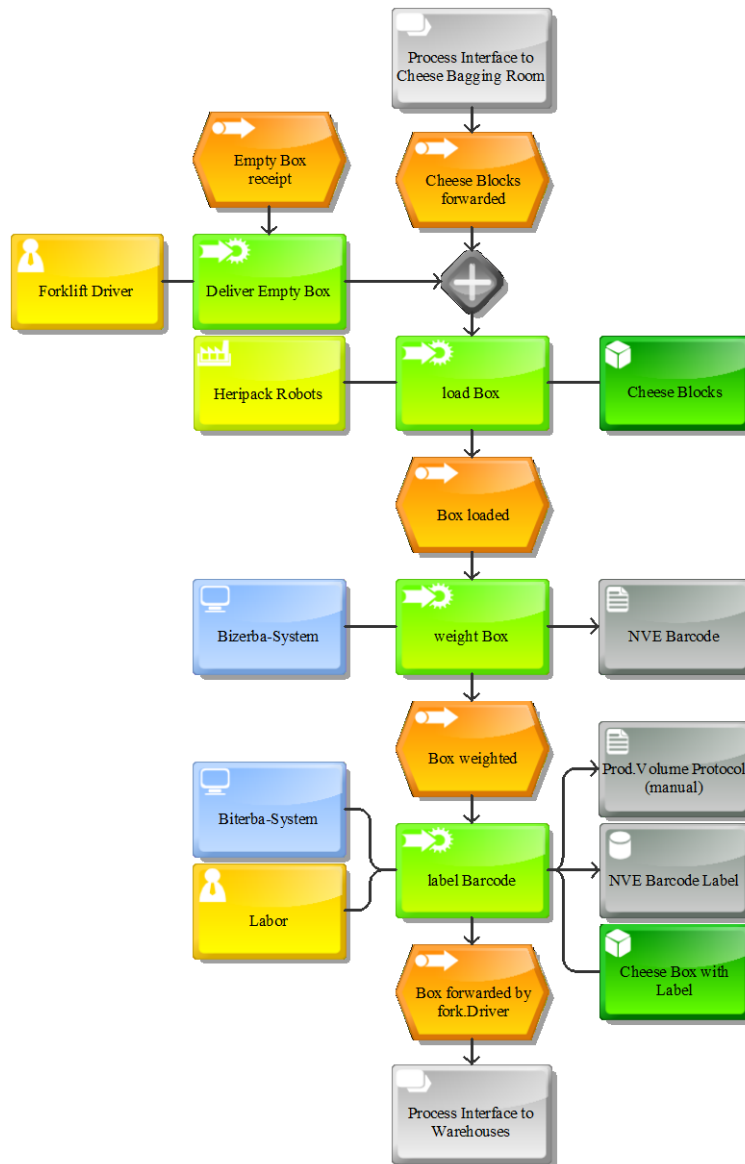 Process Interface to
Cheese Bagging Room
Empty Box
receipt
Cheese Blocks
forwarded
Forklift Driver
Deliver Empty Box
Heripack Robots
load Box
Cheese Blocks
Box loaded
Bizerba-System
weight Box
NVE Barcode
Box weighted
Prod.Volume Protocol
(manual)
Biterba-System
label Barcode
NVE Barcode Label
Labor
Cheese Box with
Label
Box forwarded by
fork.Driver
Process Interface to
Warehouses